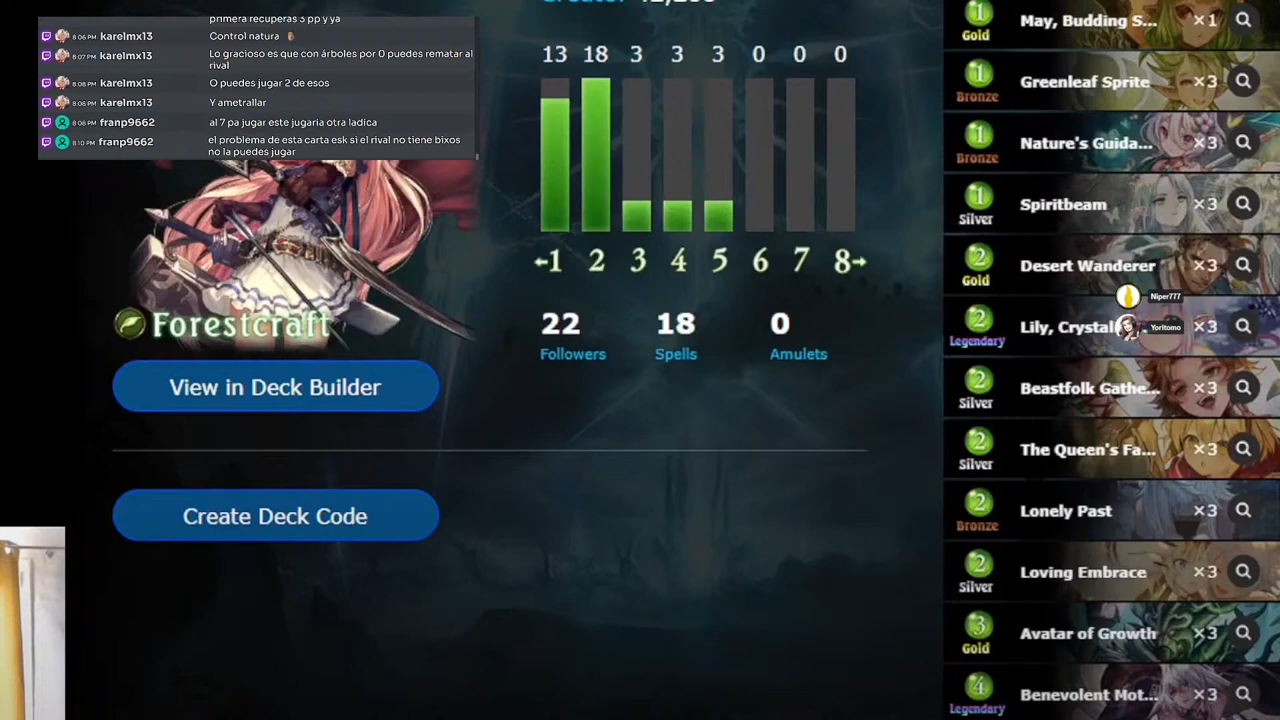 primera recuperas 3 pp y ya
8:06 PM karelmx13 Control natura
8:07 PM karelmx13 Lo gracioso es que con árboles por 0 puedes rematar al
rival
8:08 PM karelmx13 O puedes jugar 2 de esos
8:08 PM karelmx13 Y ametrallar
8:08 PM franp9662 al 7 pa jugar este jugaria otra ladica
8:10 PM franp9662 el problema de esta carta esk si el rival no tiene bixos
no la puedes jugar
13 18 3 3 3 0 0 0
←1 2 3 4 5 6 7 8→
22 18 0
Followers Spells Amulets
Forestcraft
View in Deck Builder
Create Deck Code
1 Gold May, Budding S... ×1
1 Bronze Greenleaf Sprite ×3
1 Bronze Nature's Guida... ×3
1 Silver Spiritbeam ×3
2 Gold Desert Wanderer ×3
Niper777
2 Legendary Lily, Crystal ×3
Yoritomo
2 Silver Beastfolk Gathe... ×3
2 Silver The Queen's Fa... ×3
2 Bronze Lonely Past ×3
2 Silver Loving Embrace ×3
3 Gold Avatar of Growth ×3
4 Legendary Benevolent Mot... ×3